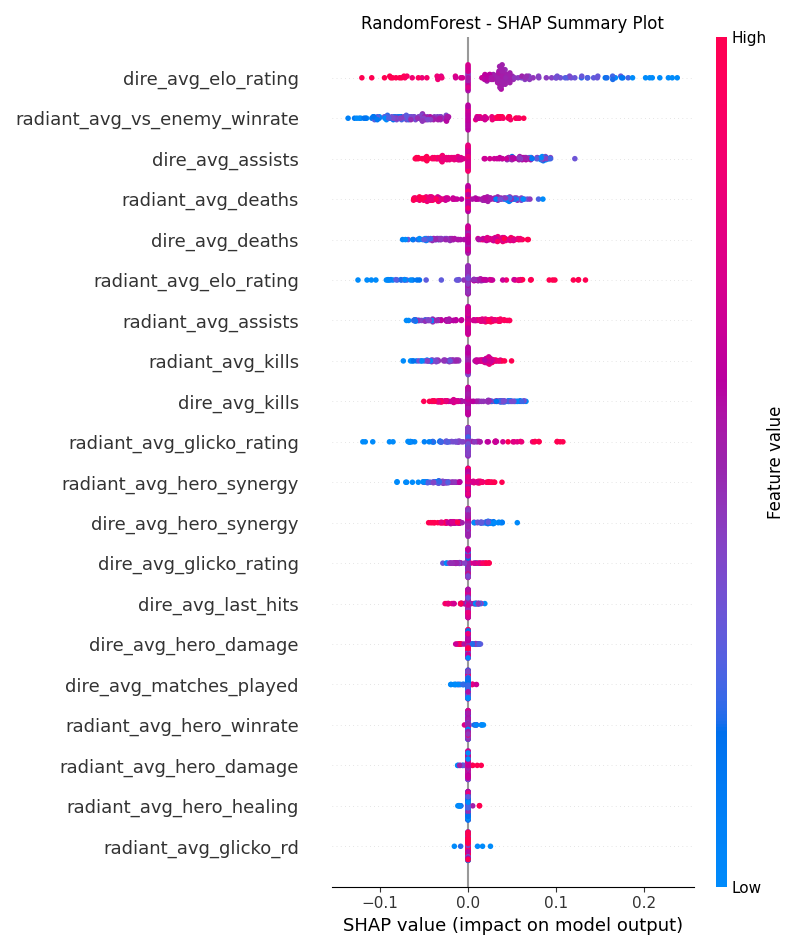 RandomForest - SHAP Summary Plot
High
dire_avg_elo_rating
radiant_avg_vs_enemy_winrate
dire_avg_assists
radiant_avg_deaths
dire_avg_deaths
radiant_avg_elo_rating
radiant_avg_assists
radiant_avg_kills
dire_avg_kills
radiant_avg_glicko_rating
radiant_avg_hero_synergy
dire_avg_hero_synergy
dire_avg_glicko_rating
dire_avg_last_hits
dire_avg_hero_damage
dire_avg_matches_played
radiant_avg_hero_winrate
radiant_avg_hero_damage
radiant_avg_hero_healing
radiant_avg_glicko_rd
Feature value
Low
−0.1 0.0 0.1 0.2
SHAP value (impact on model output)